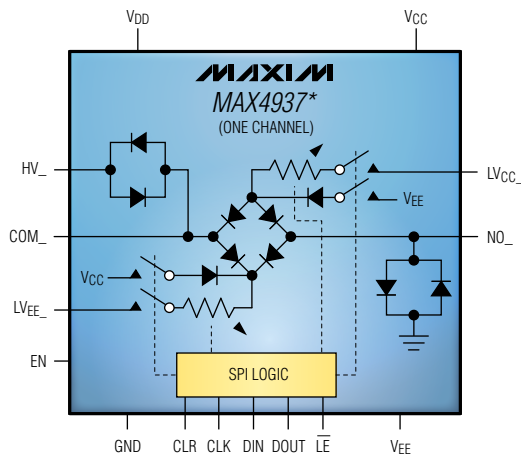 VDD
VCC
MAXIM
MAX4937*
(ONE CHANNEL)
HV_
LVCC_
VEE
COM_
NO_
VCC
LVEE_
EN
SPI LOGIC
GND
CLR
CLK
DIN
DOUT
L̅E̅
VEE